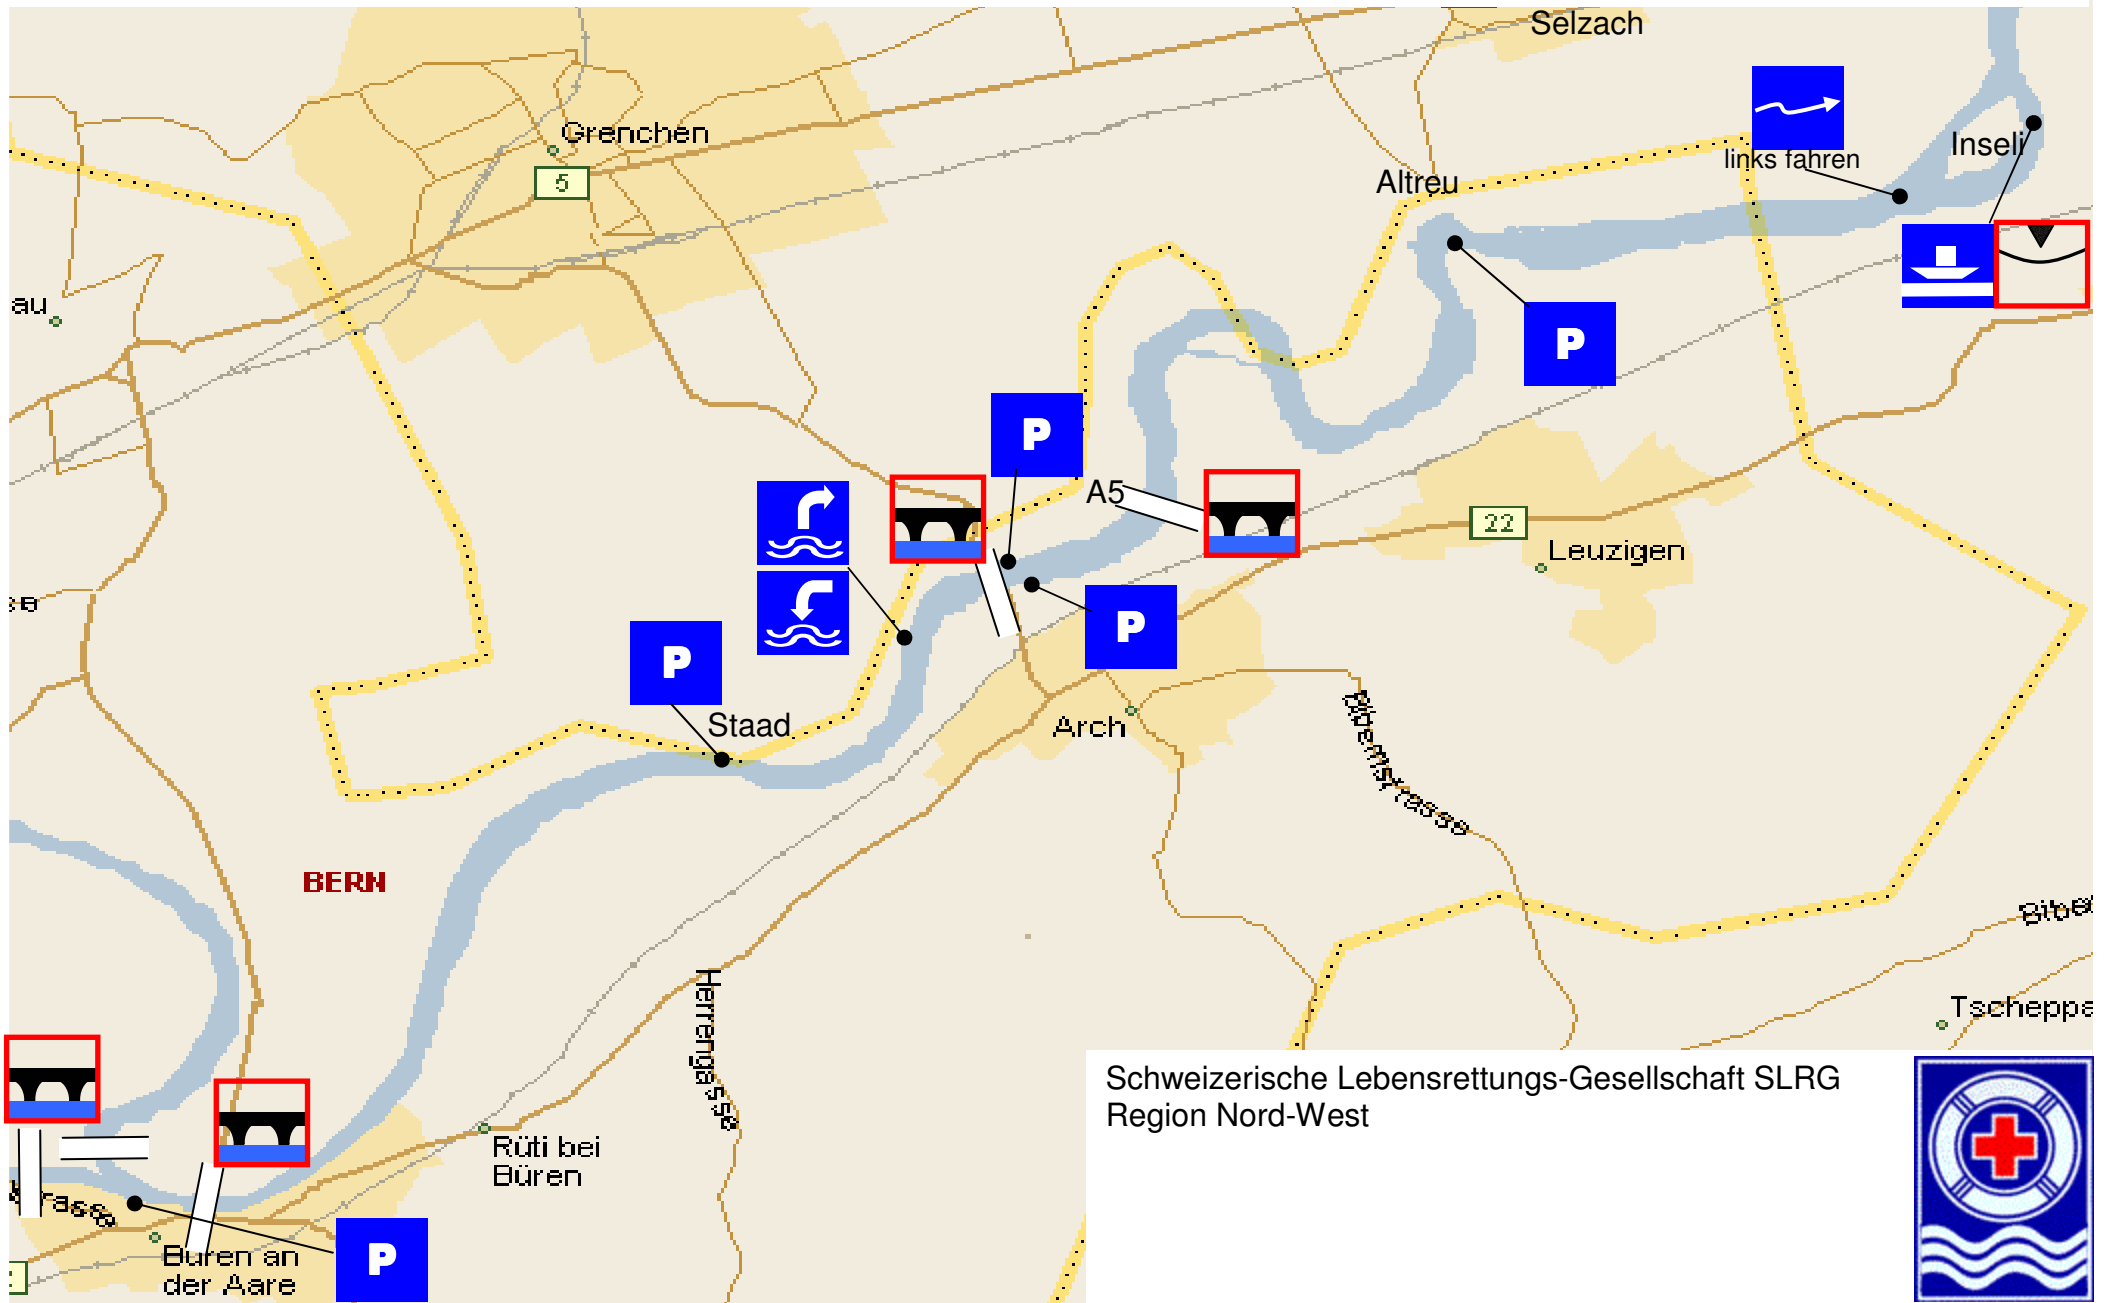 Selzach
Grenchen
5
links fahren
Inseli
Altreu
au
P
P
A5
22
Leuzigen
P
P
Staad
Arch
BERN
Herrengasse
Tscheppa
Schweizerische Lebensrettungs-Gesellschaft SLRG
Region Nord-West
Rüti bei
Büren
P
Büren an
der Aare